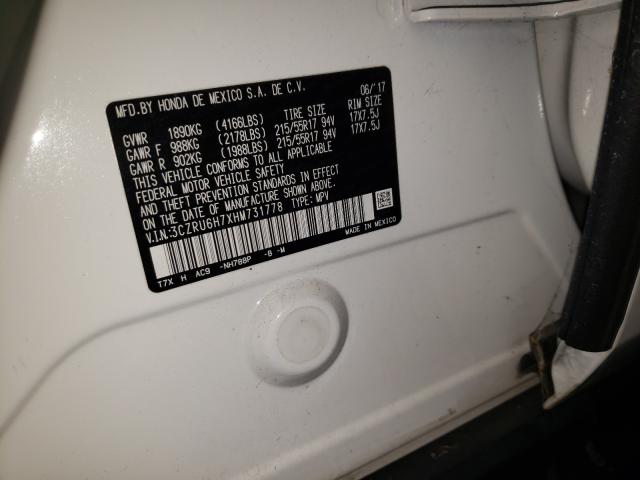 MFD.BY HONDA DE MEXICO S.A. DE C.V. 06/'17
GVWR 1890KG (4166LBS) TIRE SIZE RIM SIZE
GAWR F 988KG (2178LBS) 215/55R17 94V 17X7.5J
GAWR R 902KG (1988LBS) 215/55R17 94V 17X7.5J
THIS VEHICLE CONFORMS TO ALL APPLICABLE
FEDERAL MOTOR VEHICLE SAFETY
AND THEFT PREVENTION STANDARDS IN EFFECT
ON THE DATE OF MANUFACTURE SHOWN ABOVE.
V.I.N:3CZRU6H7XHM731778 TYPE: MPV
T7X H AC9 -NH788P -B -M MADE IN MEXICO